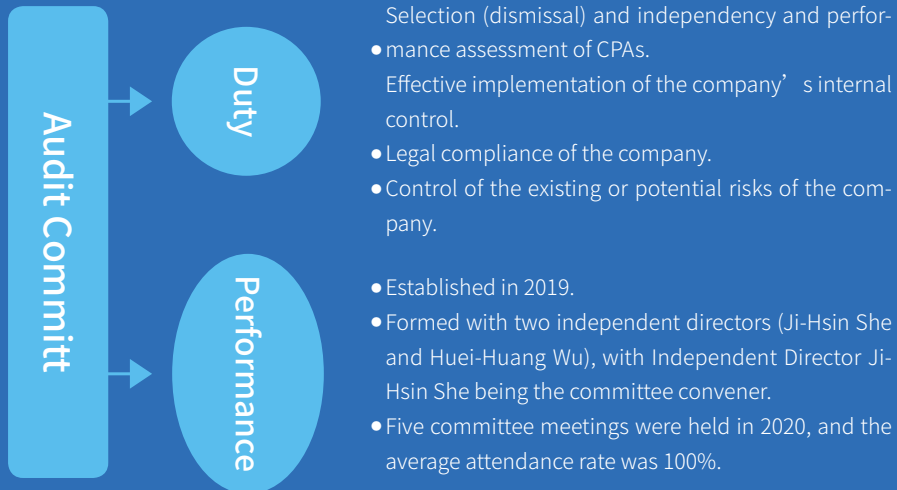 Audit Committ
Duty
Selection (dismissal) and independency and perfor-
●mance assessment of CPAs.
Effective implementation of the company’s internal
control.
●Legal compliance of the company.
●Control of the existing or potential risks of the com-
pany.
Performance
●Established in 2019.
●Formed with two independent directors (Ji-Hsin She
and Huei-Huang Wu), with Independent Director Ji-
Hsin She being the committee convener.
●Five committee meetings were held in 2020, and the
average attendance rate was 100%.